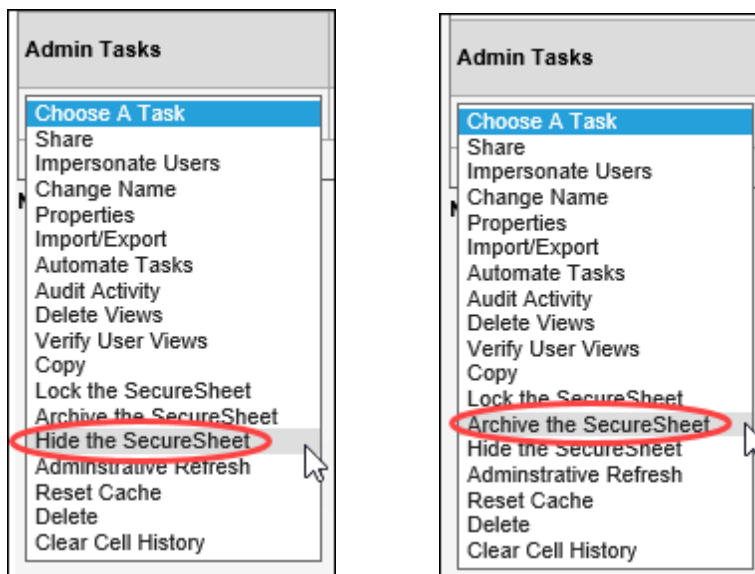 Admin Tasks
Choose A Task
Share
Impersonate Users
Change Name
Properties
Import/Export
Automate Tasks
Audit Activity
Delete Views
Verify User Views
Copy
Lock the SecureSheet
Archive the SecureSheet
Hide the SecureSheet
Adminstrative Refresh
Reset Cache
Delete
Clear Cell History
Admin Tasks
Choose A Task
Share
Impersonate Users
Change Name
Properties
Import/Export
Automate Tasks
Audit Activity
Delete Views
Verify User Views
Copy
Lock the SecureSheet
Archive the SecureSheet
Hide the SecureSheet
Adminstrative Refresh
Reset Cache
Delete
Clear Cell History